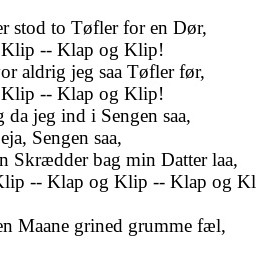 r stod to Tøfler for en Dør,
Klip -- Klap og Klip!
or aldrig jeg saa Tøfler før,
Klip -- Klap og Klip!
g da jeg ind i Sengen saa,
eja, Sengen saa,
n Skrædder bag min Datter laa,
lip -- Klap og Klip -- Klap og Kl
en Maane grined grumme fæl,